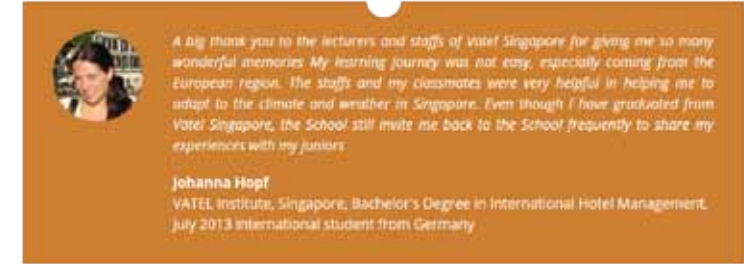 A big thank you to the lecturers and staffs of Vatel Singapore for giving me so many
wonderful memories My learning journey was not easy, especially coming from the
European region. The staffs and my classmates were very helpful in helping me to
adapt to the climate and weather in Singapore. Even though I have graduated from
Vatel Singapore, the School still invite me back to the School frequently to share my
experiences with my juniors
Johanna Hopf
VATEL Institute, Singapore, Bachelor's Degree in International Hotel Management,
July 2013 International student from Germany